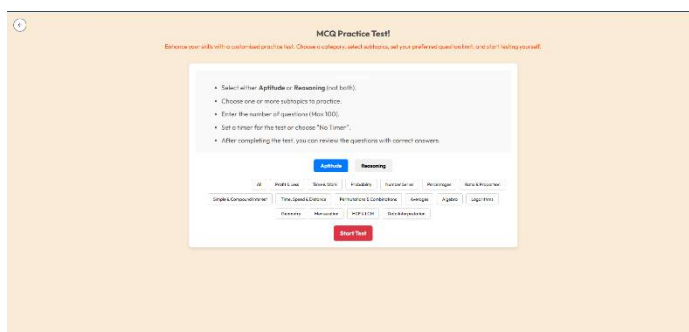 MCQ Practice Test!
Enhance your skills with a customised practice test. Choose a category, select subtopics, set your preferred question limit, and start testing yourself.
• Select either Aptitude or Reasoning (not both).
• Choose one or more subtopics to practice.
• Enter the number of questions (Max 100).
• Set a timer for the test or choose "No Timer".
• After completing the test, you can review the questions with correct answers.
Aptitude Reasoning
All Profit & Loss Time & Work Probability Number Series Percentages Ratio & Proportion
Simple & Compound Interest Time, Speed & Distance Permutations & Combinations Averages Algebra Logarithms
Geometry Mensuration HCF & LCM Data Interpretation
Start Test